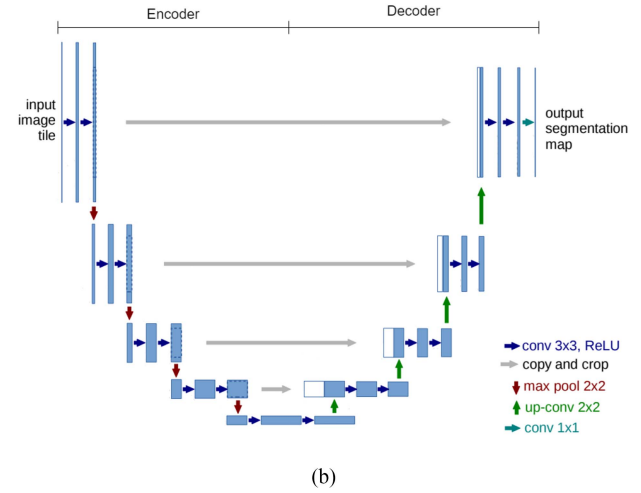 Encoder
Decoder
input
image
tile
output
segmentation
map
conv 3x3, ReLU
copy and crop
max pool 2x2
up-conv 2x2
conv 1x1
(b)